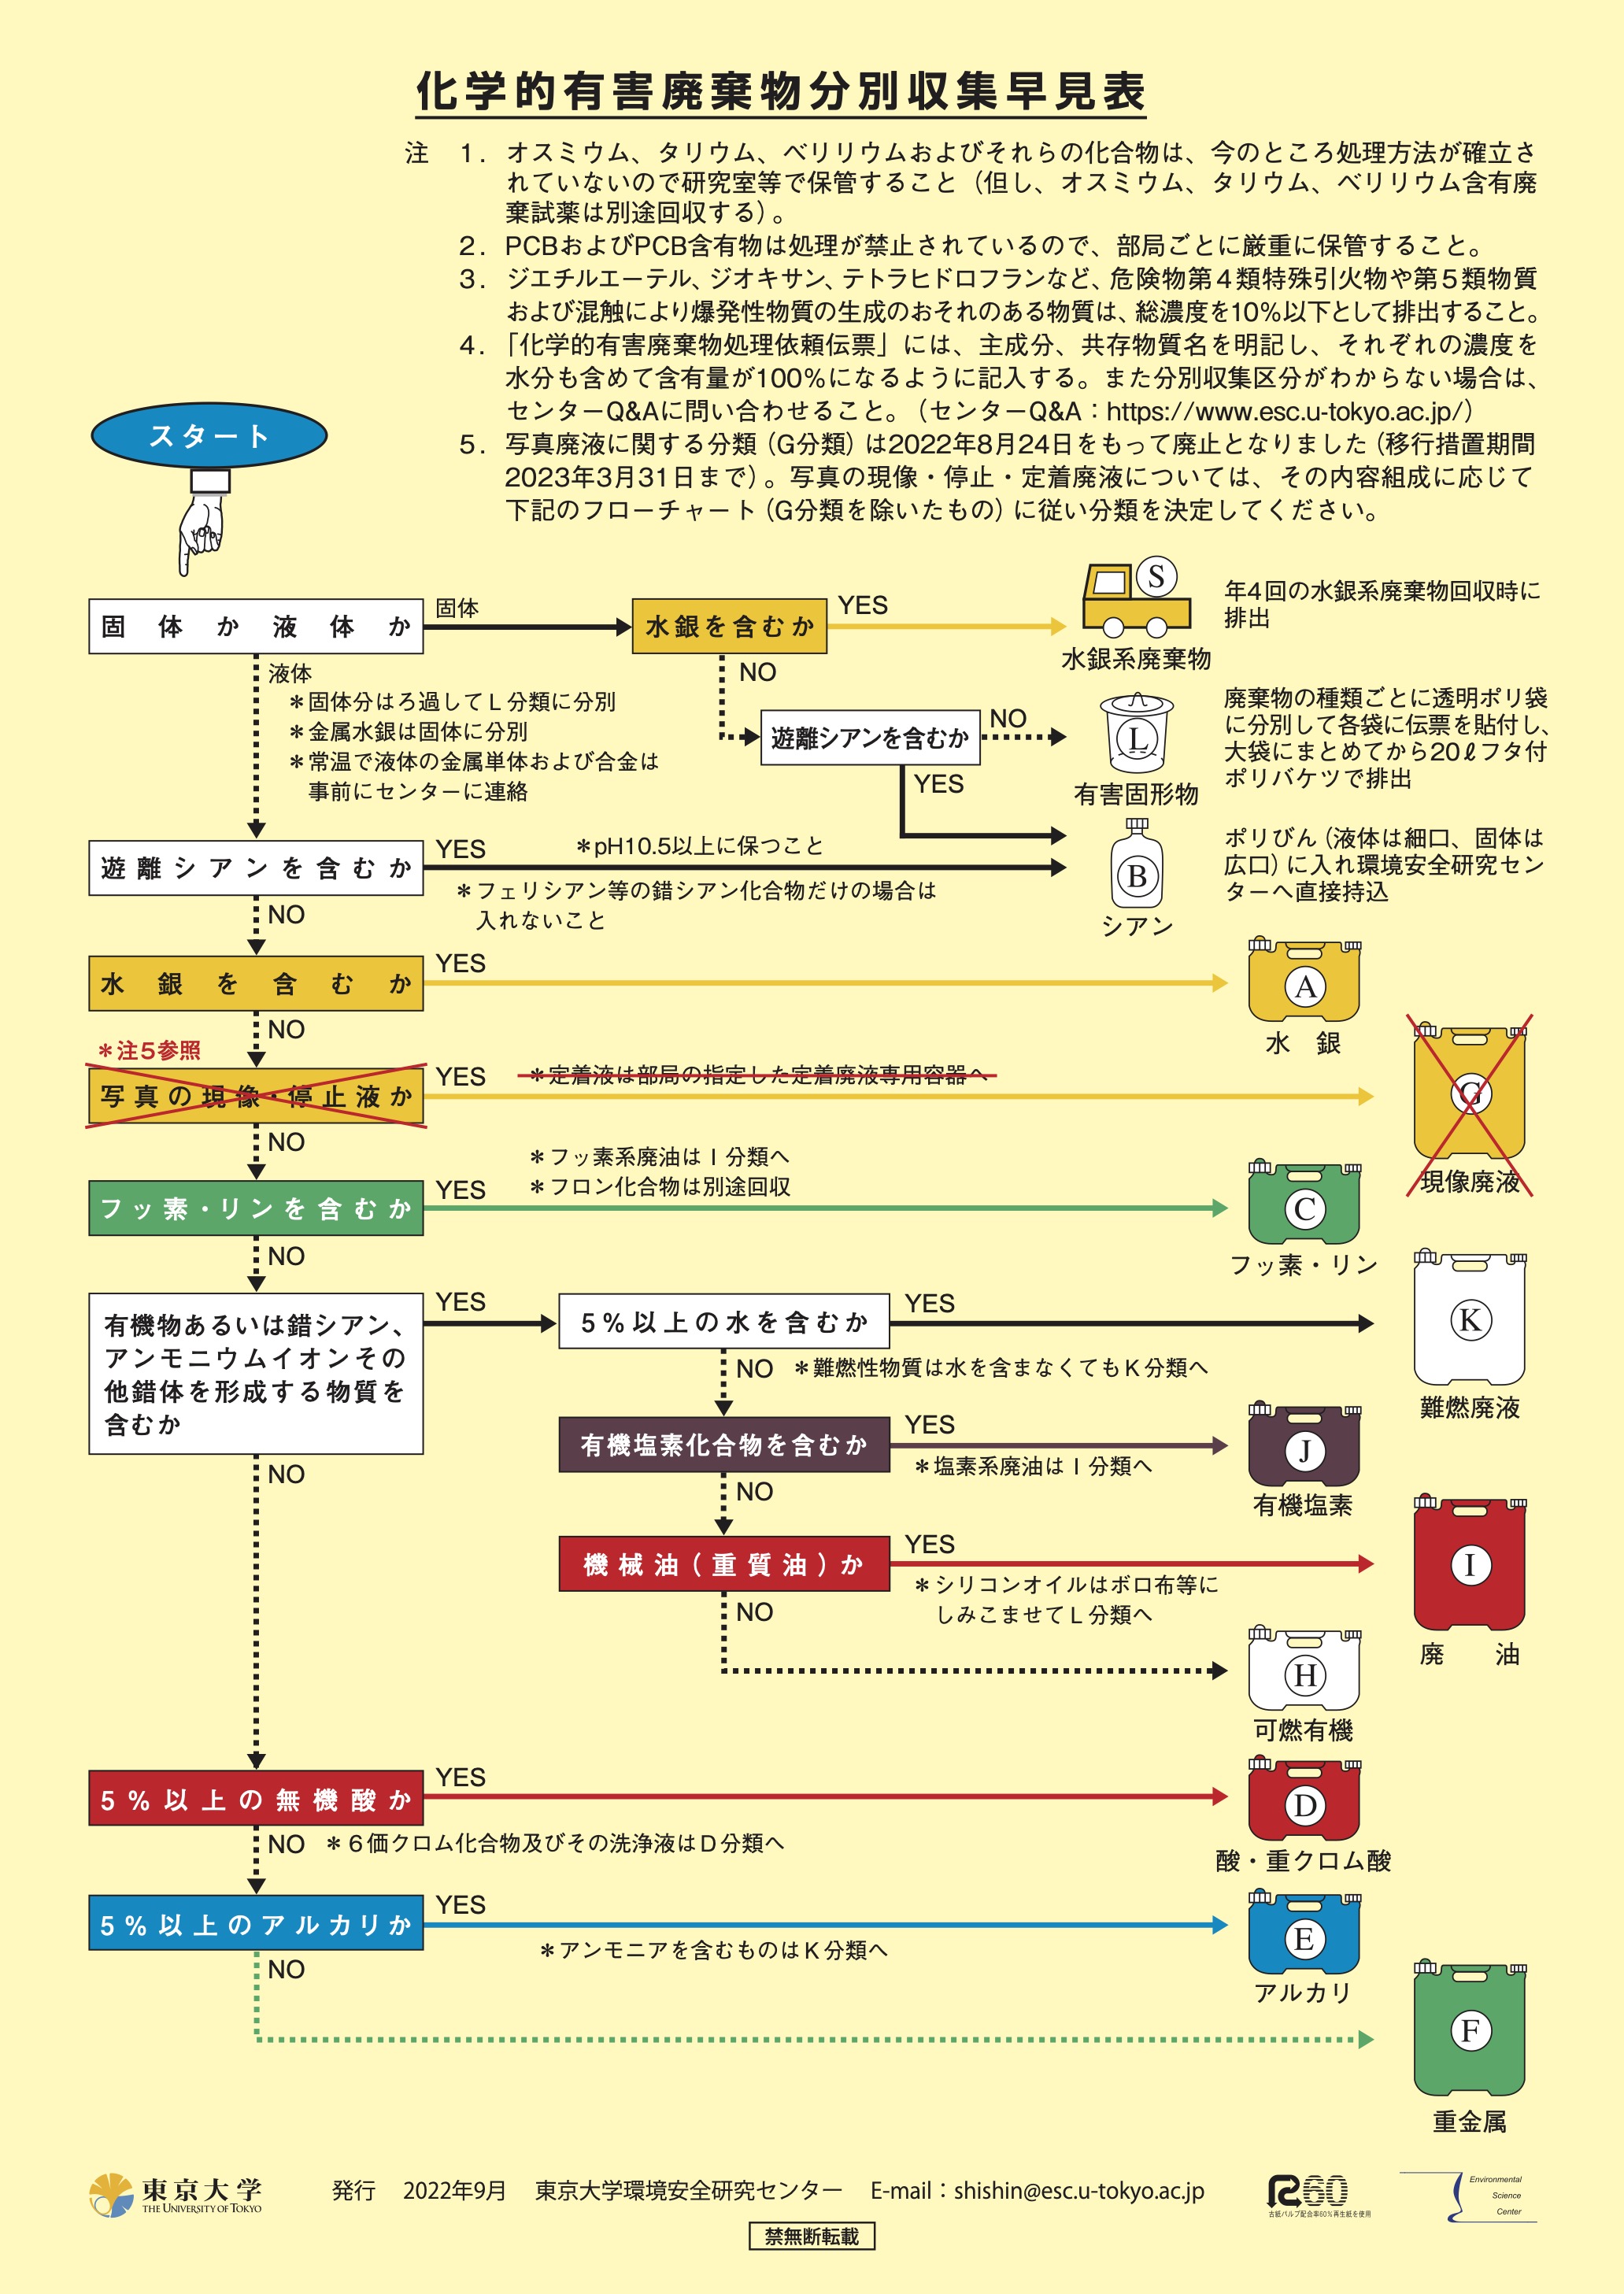 化学的有害廃棄物分別収集早見表
注 1. オスミウム、タリウム、ベリリウムおよびそれらの化合物は、今のところ処理方法が確立さ
れていないので研究室等で保管すること（但し、オスミウム、タリウム、ベリリウム含有廃
棄試薬は別途回収する）。
2. PCBおよびPCB含有物は処理が禁止されているので、部局ごとに厳重に保管すること。
3. ジエチルエーテル、ジオキサン、テトラヒドロフランなど、危険物第４類特殊引火物や第５類物質
および混触により爆発性物質の生成のおそれのある物質は、総濃度を10％以下として排出すること。
4. 「化学的有害廃棄物処理依頼伝票」には、主成分、共存物質名を明記し、それぞれの濃度を
水分も含めて含有量が100％になるように記入する。また分別収集区分がわからない場合は、
センターQ&Aに問い合わせること。（センターQ&A：https://www.esc.u-tokyo.ac.jp/）
5. 写真廃液に関する分類（G分類）は2022年8月24日をもって廃止となりました（移行措置期間
2023年3月31日まで）。写真の現像・停止・定着廃液については、その内容組成に応じて
下記のフローチャート（G分類を除いたもの）に従い分類を決定してください。
スタート
固体か液体か
固体
水銀を含むか
YES
S
水銀系廃棄物
年4回の水銀系廃棄物回収時に
排出
NO
液体
＊固体分はろ過してＬ分類に分別
＊金属水銀は固体に分別
＊常温で液体の金属単体および合金は
事前にセンターに連絡
遊離シアンを含むか
NO
L
有害固形物
廃棄物の種類ごとに透明ポリ袋
に分別して各袋に伝票を貼付し、
大袋にまとめてから20ℓフタ付
ポリバケツで排出
YES
遊離シアンを含むか
YES
＊pH10.5以上に保つこと
＊フェリシアン等の錯シアン化合物だけの場合は
入れないこと
B
シアン
ポリびん（液体は細口、固体は
広口）に入れ環境安全研究セン
ターへ直接持込
NO
水銀を含むか
YES
A
水銀
NO
＊注５参照
写真の現像・停止液か
YES
＊定着液は部局の指定した定着廃液専用容器へ
G
現像廃液
NO
フッ素・リンを含むか
YES
＊フッ素系廃油はＩ分類へ
＊フロン化合物は別途回収
C
フッ素・リン
NO
有機物あるいは錯シアン、
アンモニウムイオンその
他錯体を形成する物質を
含むか
YES
５％以上の水を含むか
YES
K
難燃廃液
NO
＊難燃性物質は水を含まなくてもＫ分類へ
有機塩素化合物を含むか
YES
＊塩素系廃油はＩ分類へ
J
有機塩素
NO
NO
機械油（重質油）か
YES
＊シリコンオイルはボロ布等に
しみこませてＬ分類へ
I
廃油
NO
H
可燃有機
５％以上の無機酸か
YES
D
酸・重クロム酸
NO
＊６価クロム化合物及びその洗浄液はＤ分類へ
５％以上のアルカリか
YES
＊アンモニアを含むものはＫ分類へ
E
アルカリ
NO
F
重金属
東京大学
THE UNIVERSITY OF TOKYO
発行 2022年9月 東京大学環境安全研究センター E-mail：shishin@esc.u-tokyo.ac.jp
R60
古紙パルプ配合率60％再生紙を使用
Environmental
Science
Center
禁無断転載